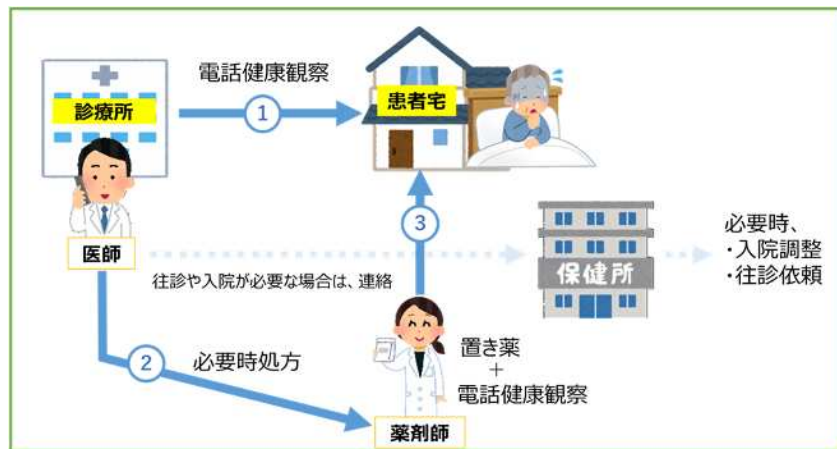 電話健康観察
診療所
①
患者宅
③
医師
往診や入院が必要な場合は、連絡
保健所
必要時、
・入院調整
・往診依頼
②
必要時処方
置き薬
＋
電話健康観察
薬剤師